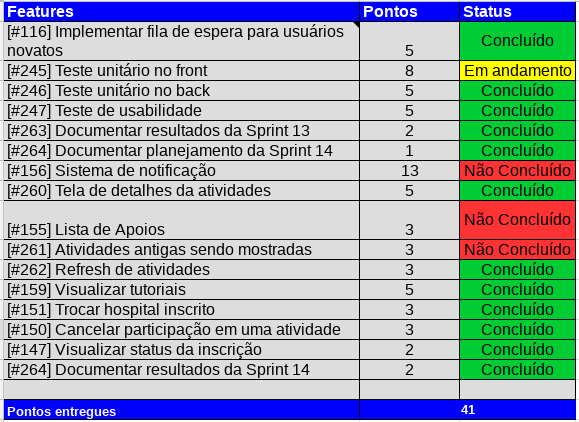 Features Pontos Status
[#116] Implementar fila de espera para usuários
novatos 5 Concluído
[#245] Teste unitário no front 8 Em andamento
[#246] Teste unitário no back 5 Concluído
[#247] Teste de usabilidade 5 Concluído
[#263] Documentar resultados da Sprint 13 2 Concluído
[#264] Documentar planejamento da Sprint 14 1 Concluído
[#156] Sistema de notificação 13 Não Concluído
[#260] Tela de detalhes da atividades 5 Concluído
[#155] Lista de Apoios 3 Não Concluído
[#261] Atividades antigas sendo mostradas 3 Não Concluído
[#262] Refresh de atividades 3 Concluído
[#159] Visualizar tutoriais 5 Concluído
[#151] Trocar hospital inscrito 3 Concluído
[#150] Cancelar participação em uma atividade 3 Concluído
[#147] Visualizar status da inscrição 2 Concluído
[#264] Documentar resultados da Sprint 14 2 Concluído
Pontos entregues 41